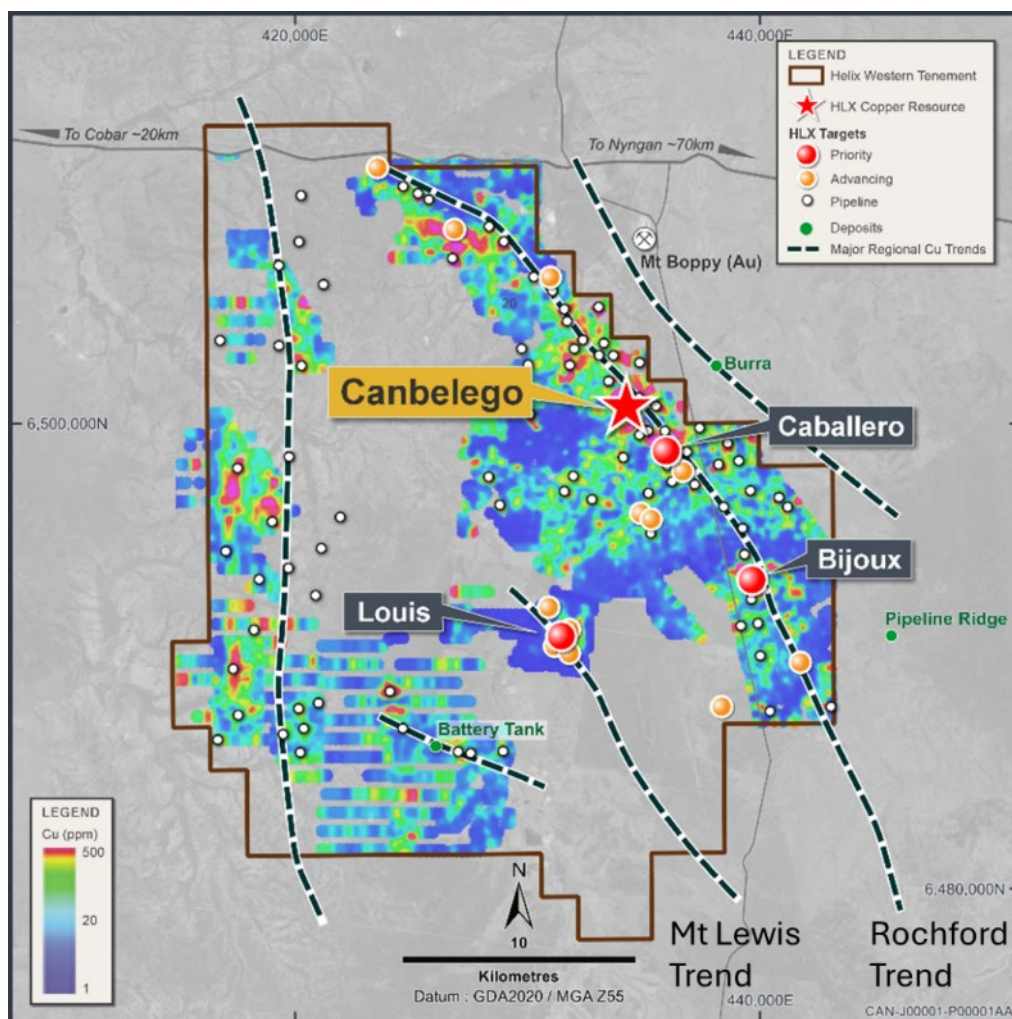 420,000E
440,000E
LEGEND
Helix Western Tenement
HLX Copper Resource
HLX Targets
Priority
Advancing
Pipeline
Deposits
Major Regional Cu Trends
To Cobar ~20km
To Nyngan ~70km
Mt Boppy (Au)
20
Burra
Canbelego
6,500,000N
Caballero
Bijoux
Louis
Pipeline Ridge
Battery Tank
LEGEND
Cu (ppm)
500
20
1
N
10
Kilometres
Datum : GDA2020 / MGA Z55
6,480,000N
Mt Lewis
Trend
Rochford
Trend
440,000E
CAN-J00001-P00001AA